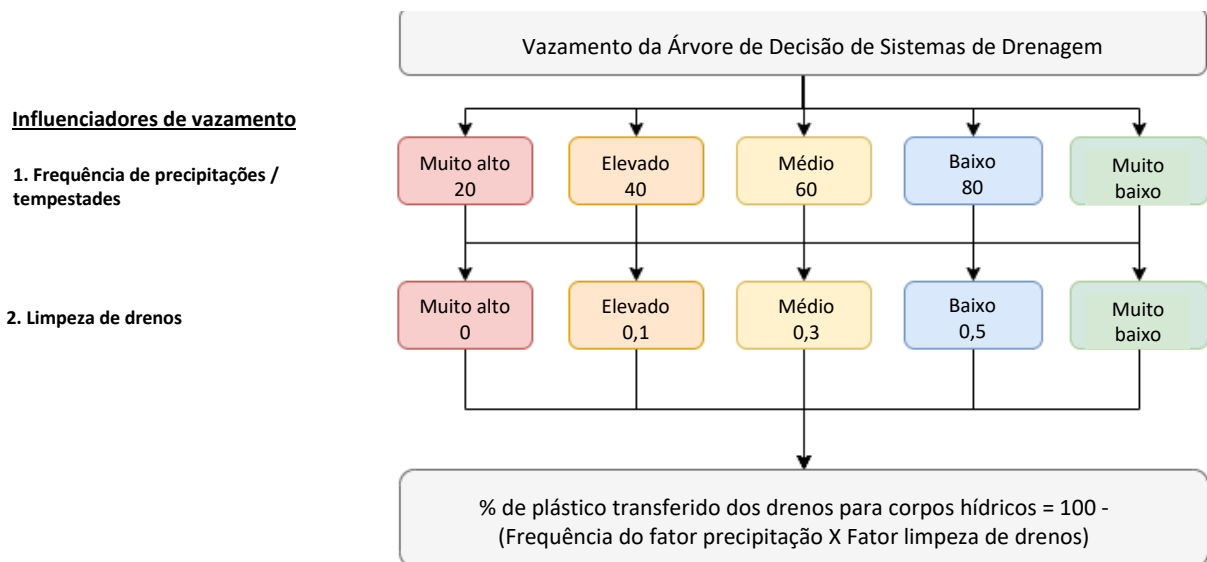 Vazamento da Árvore de Decisão de Sistemas de Drenagem
Influenciadores de vazamento
1. Frequência de precipitações /
tempestades
Muito alto
20
Elevado
40
Médio
60
Baixo
80
Muito
baixo
2. Limpeza de drenos
Muito alto
0
Elevado
0,1
Médio
0,3
Baixo
0,5
Muito
baixo
% de plástico transferido dos drenos para corpos hídricos = 100 -
(Frequência do fator precipitação X Fator limpeza de drenos)